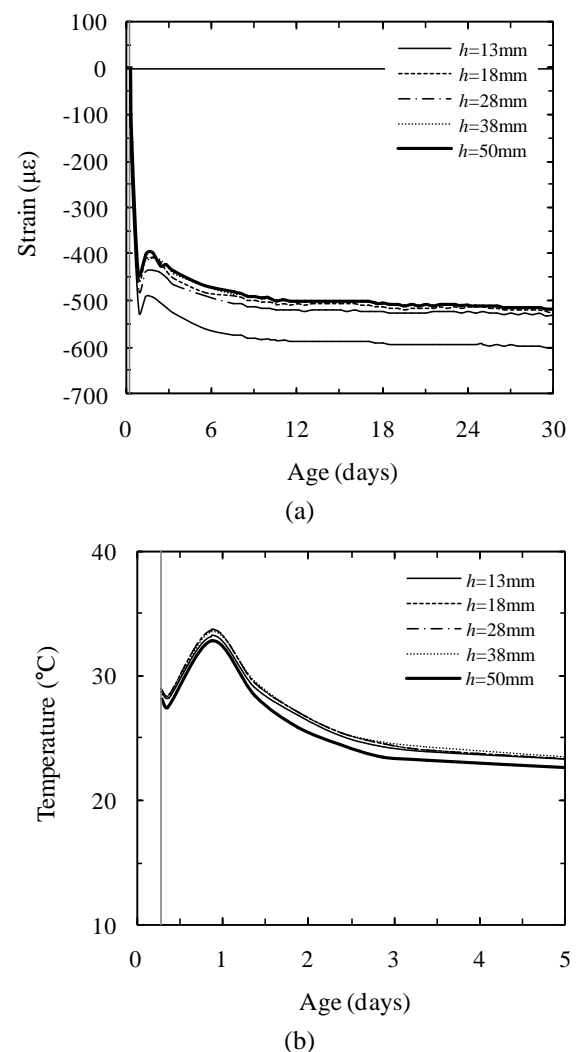 100
0
-100
-200
-300
-400
-500
-600
-700
Strain (με)
h=13mm
h=18mm
h=28mm
h=38mm
h=50mm
0 6 12 18 24 30
Age (days)
(a)
40
30
20
10
Temperature (°C)
h=13mm
h=18mm
h=28mm
h=38mm
h=50mm
0 1 2 3 4 5
Age (days)
(b)